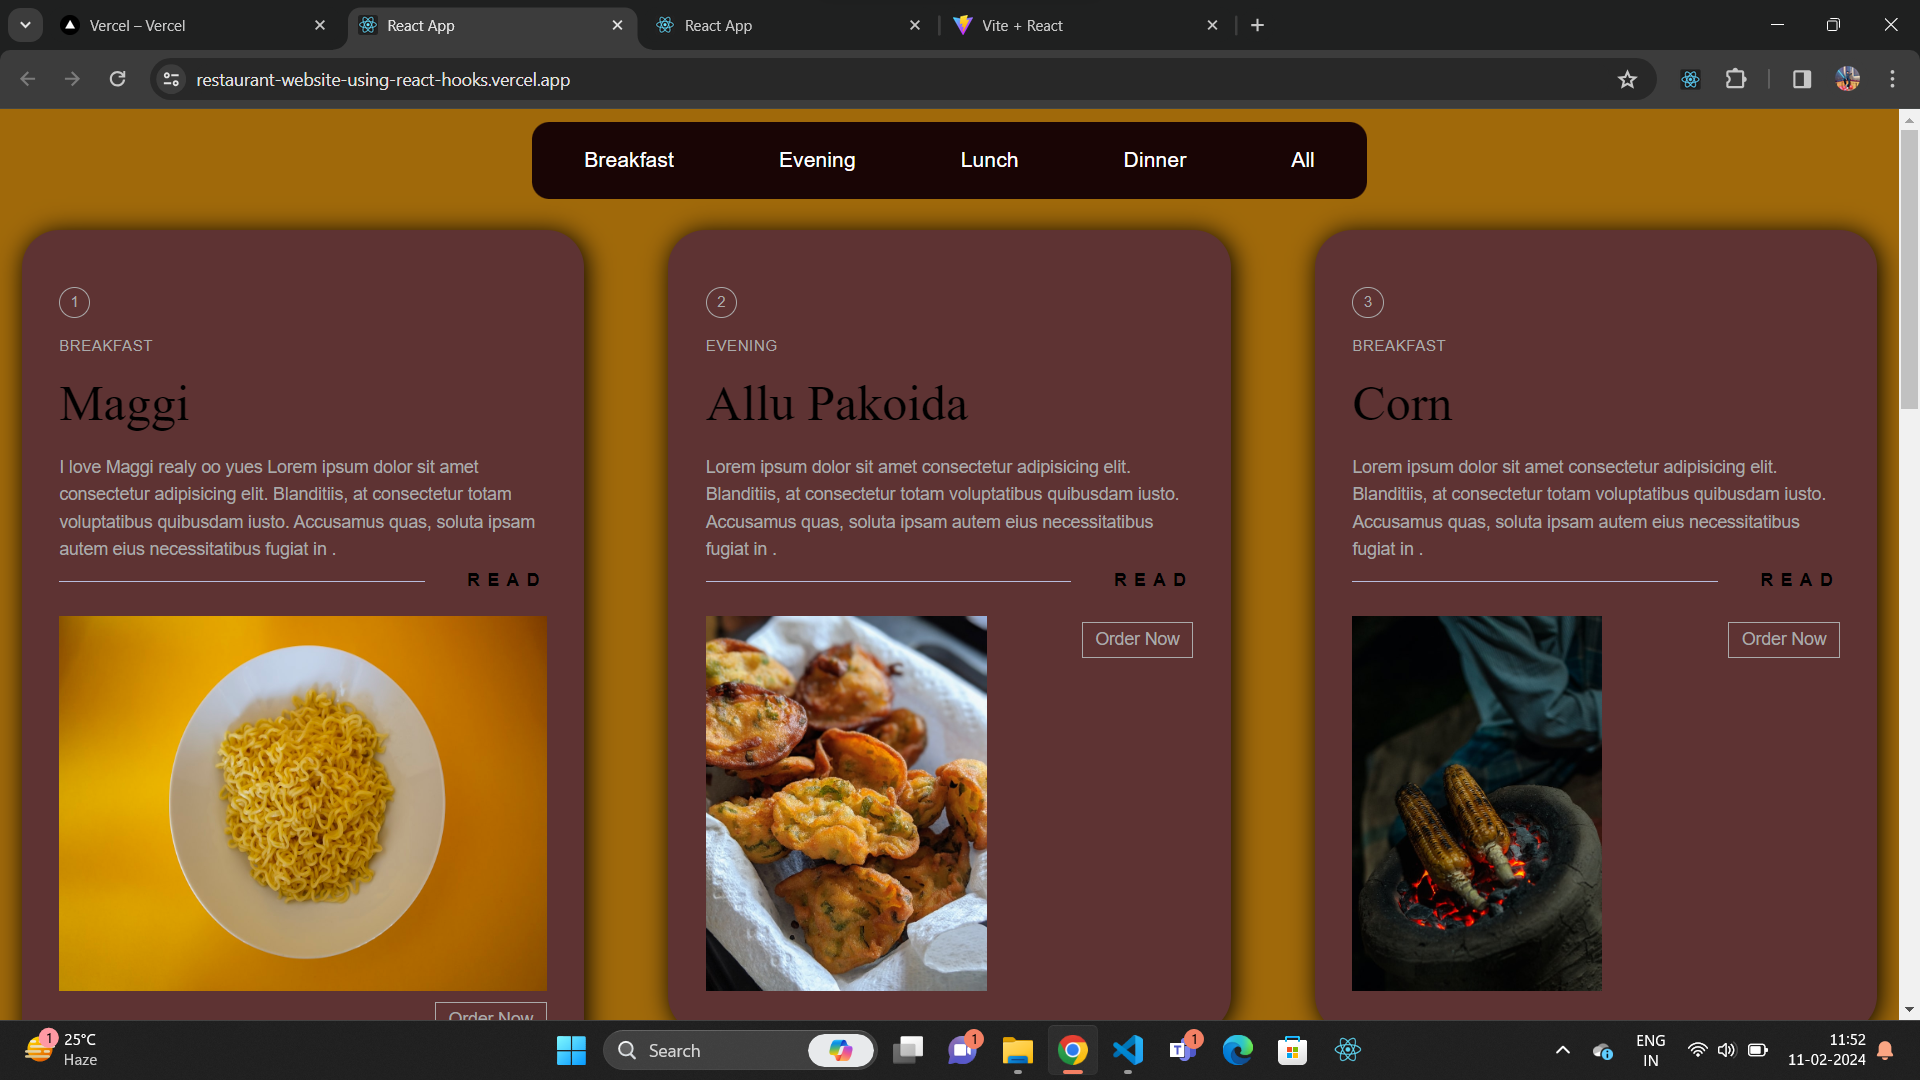 Vercel – Vercel
React App
React App
Vite + React
restaurant-website-using-react-hooks.vercel.app
Breakfast
Evening
Lunch
Dinner
All
1
BREAKFAST
Maggi
I love Maggi realy oo yues Lorem ipsum dolor sit amet
consectetur adipisicing elit. Blanditiis, at consectetur totam
voluptatibus quibusdam iusto. Accusamus quas, soluta ipsam
autem eius necessitatibus fugiat in .
READ
Order Now
2
EVENING
Allu Pakoida
Lorem ipsum dolor sit amet consectetur adipisicing elit.
Blanditiis, at consectetur totam voluptatibus quibusdam iusto.
Accusamus quas, soluta ipsam autem eius necessitatibus
fugiat in .
READ
Order Now
3
BREAKFAST
Corn
Lorem ipsum dolor sit amet consectetur adipisicing elit.
Blanditiis, at consectetur totam voluptatibus quibusdam iusto.
Accusamus quas, soluta ipsam autem eius necessitatibus
fugiat in .
READ
Order Now
1
25°C
Haze
Search
1
1
ENG
IN
11:52
11-02-2024